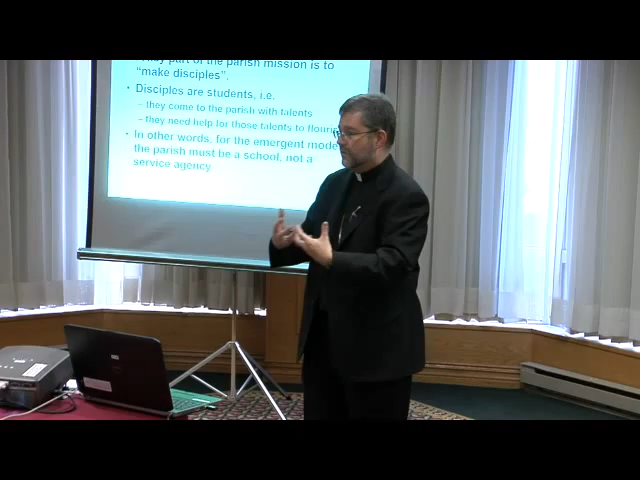 part of the parish mission is to
"make disciples".
• Disciples are students, i.e.
– they come to the parish with talents
– they need help for those talents to flourish
• In other words, for the emergent model
the parish must be a school, not a
service agency